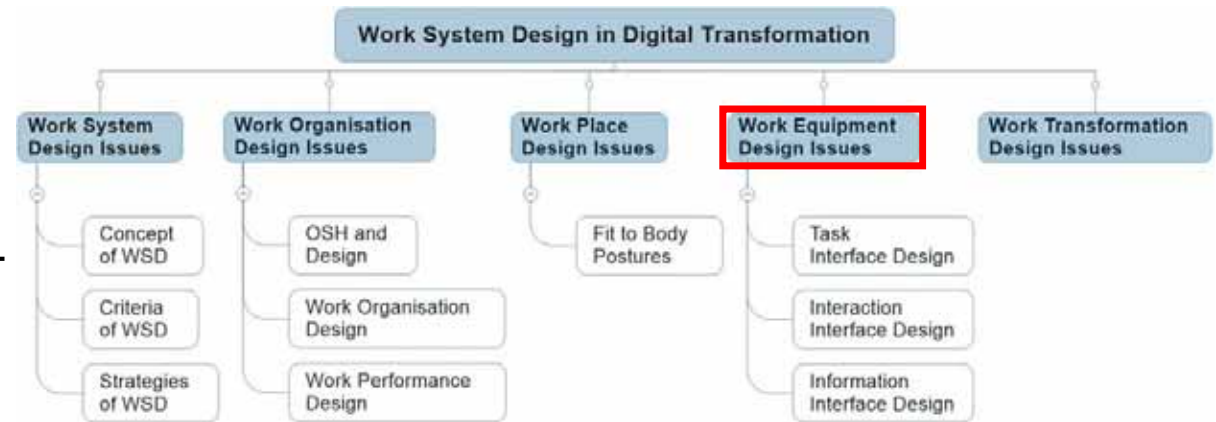 Work System Design in Digital Transformation
Work System
Design Issues
Concept
of WSD
Criteria
of WSD
Strategies
of WSD
Work Organisation
Design Issues
OSH and
Design
Work Organisation
Design
Work Performance
Design
Work Place
Design Issues
Fit to Body
Postures
Work Equipment
Design Issues
Task
Interface Design
Interaction
Interface Design
Information
Interface Design
Work Transformation
Design Issues